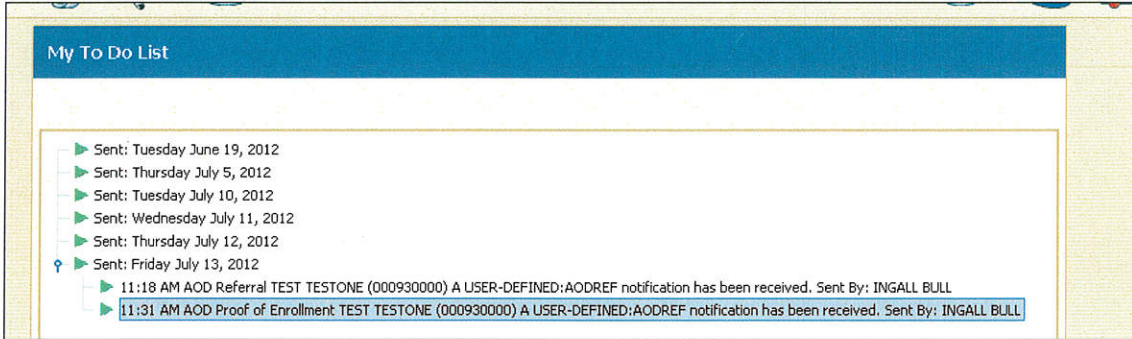 My To Do List
Sent: Tuesday June 19, 2012
Sent: Thursday July 5, 2012
Sent: Tuesday July 10, 2012
Sent: Wednesday July 11, 2012
Sent: Thursday July 12, 2012
Sent: Friday July 13, 2012
11:18 AM AOD Referral TEST TESTONE (000930000) A USER-DEFINED:AODREF notification has been received. Sent By: INGALL BULL
11:31 AM AOD Proof of Enrollment TEST TESTONE (000930000) A USER-DEFINED:AODREF notification has been received. Sent By: INGALL BULL